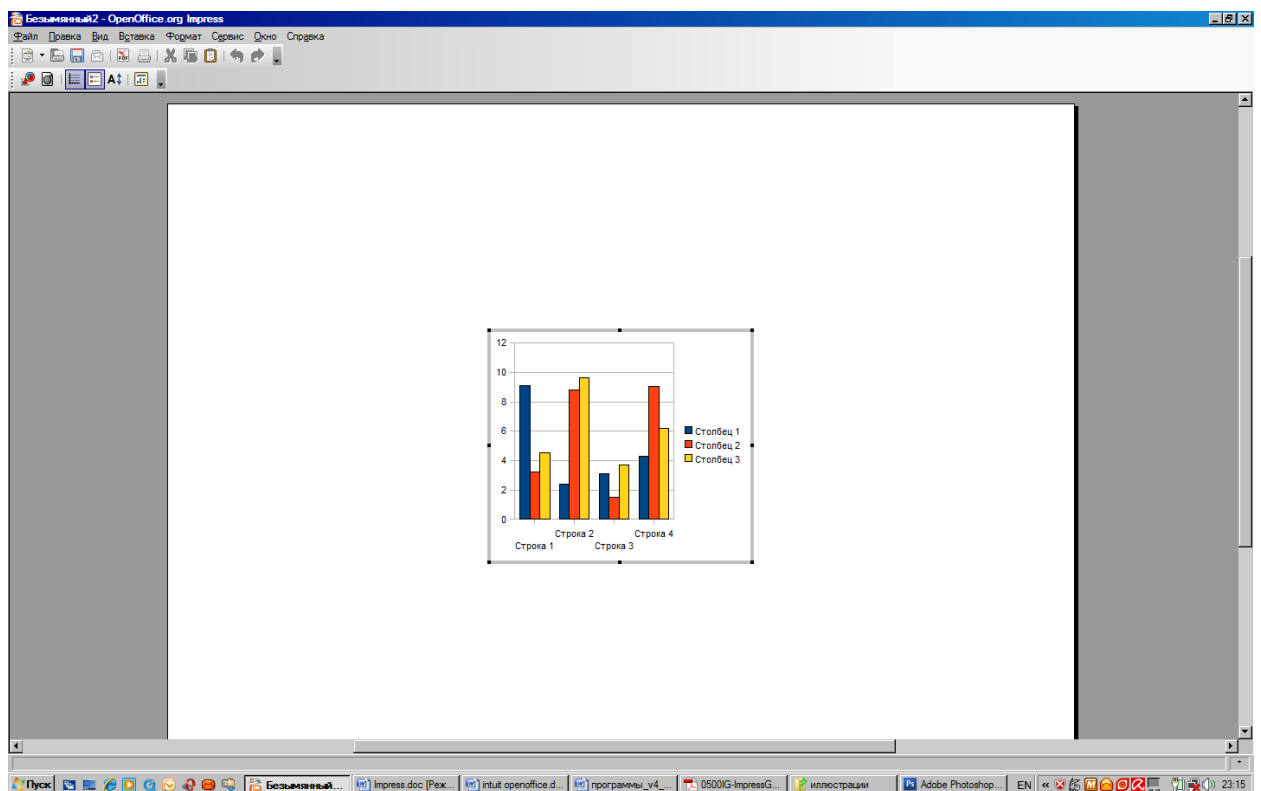 Безымянный2 - OpenOffice.org Impress
Файл Правка Вид Вставка Формат Сервис Окно Справка
12
10
8
6
4
2
0
Столбец 1
Столбец 2
Столбец 3
Строка 2 Строка 4
Строка 1 Строка 3
Пуск Безымянный... Impress.doc [Реж... intuit openoffice.d... программы_v4_... 0500IG-ImpressG... иллюстрации Adobe Photoshop... EN « 23:15